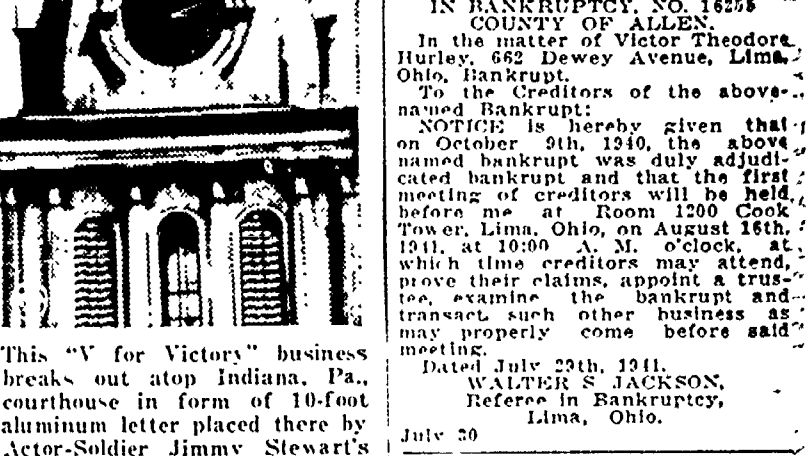 This "V for Victory" business
breaks out atop Indiana, Pa.,
courthouse in form of 10-foot
aluminum letter placed there by
Actor-Soldier Jimmy Stewart's
IN BANKRUPTCY, NO. 16255
COUNTY OF ALLEN.
In the matter of Victor Theodore
Hurley, 662 Dewey Avenue, Lima,
Ohio, Bankrupt.
To the Creditors of the above-
named Bankrupt:
NOTICE is hereby given that
on October 9th, 1940, the above
named bankrupt was duly adjudi-
cated bankrupt and that the first
meeting of creditors will be held
before me at Room 1200 Cook
Tower, Lima, Ohio, on August 16th,
1941, at 10:00 A. M. o'clock, at
which time creditors may attend,
prove their claims, appoint a trus-
tee, examine the bankrupt and
transact such other business as
may properly come before said
meeting.
Dated July 29th, 1941.
WALTER S JACKSON,
Referee in Bankruptcy,
Lima, Ohio.
July 30